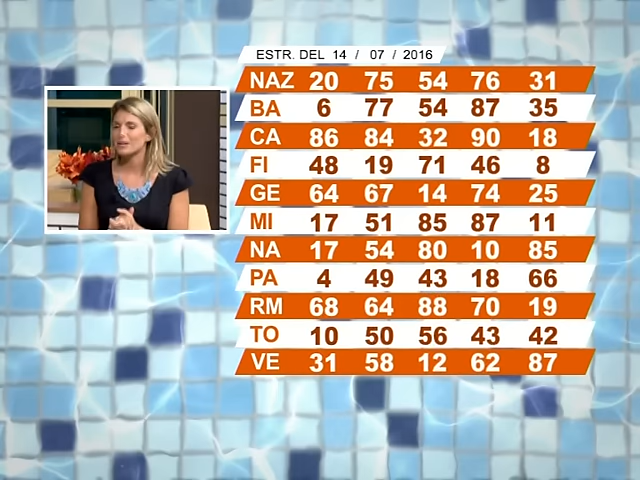 ESTR. DEL 14 / 07 / 2016
NAZ 20 75 54 76 31
BA 6 77 54 87 35
CA 86 84 32 90 18
FI 48 19 71 46 8
GE 64 67 14 74 25
MI 17 51 85 87 11
NA 17 54 80 10 85
PA 4 49 43 18 66
RM 68 64 88 70 19
TO 10 50 56 43 42
VE 31 58 12 62 87